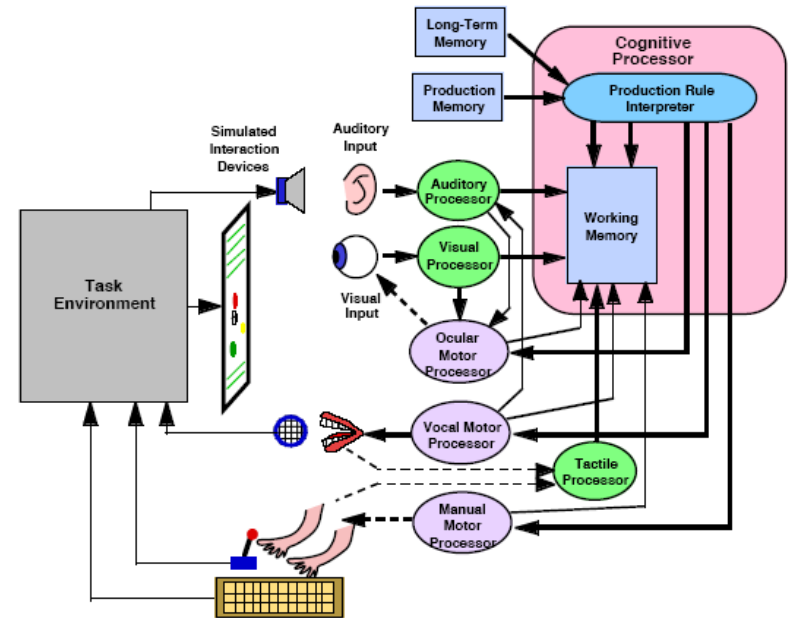 Long-Term
Memory
Cognitive
Processor
Production
Memory
Production Rule
Interpreter
Simulated
Interaction
Devices
Auditory
Input
Auditory
Processor
Working
Memory
Visual
Processor
Task
Environment
Visual
Input
Ocular
Motor
Processor
Vocal Motor
Processor
Tactile
Processor
Manual
Motor
Processor